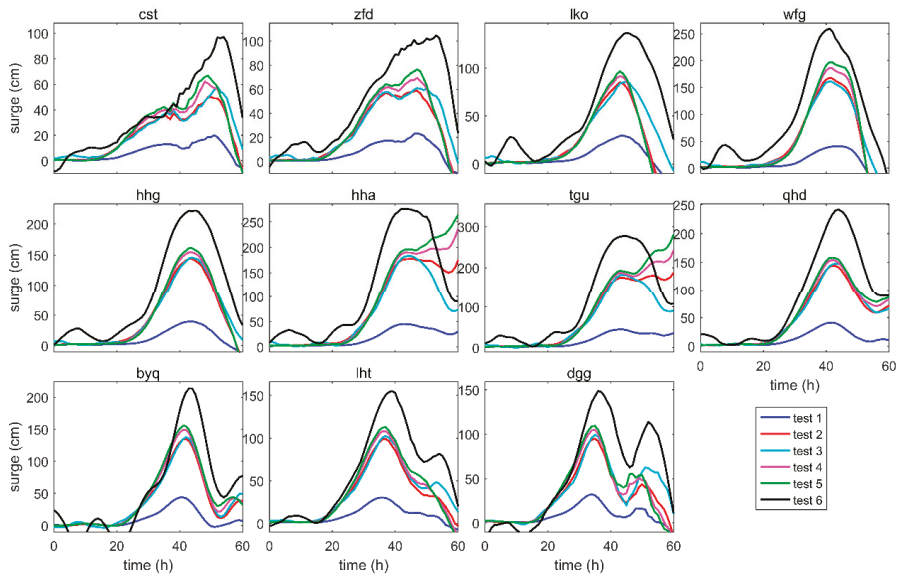 cst
zfd
lko
wfg
surge (cm)
100
80
60
40
20
0
100
80
60
40
20
0
100
50
0
250
200
150
100
50
0
hhg
hha
tgu
qhd
surge (cm)
200
150
100
50
0
250
200
150
100
50
0
300
200
100
0
250
200
150
100
50
0
0 20 40 60
time (h)
byq
lht
dgg
surge (cm)
200
150
100
50
0
150
100
50
0
150
100
50
0
0 20 40 60
0 20 40 60
0 20 40 60
time (h)
time (h)
time (h)
test 1
test 2
test 3
test 4
test 5
test 6